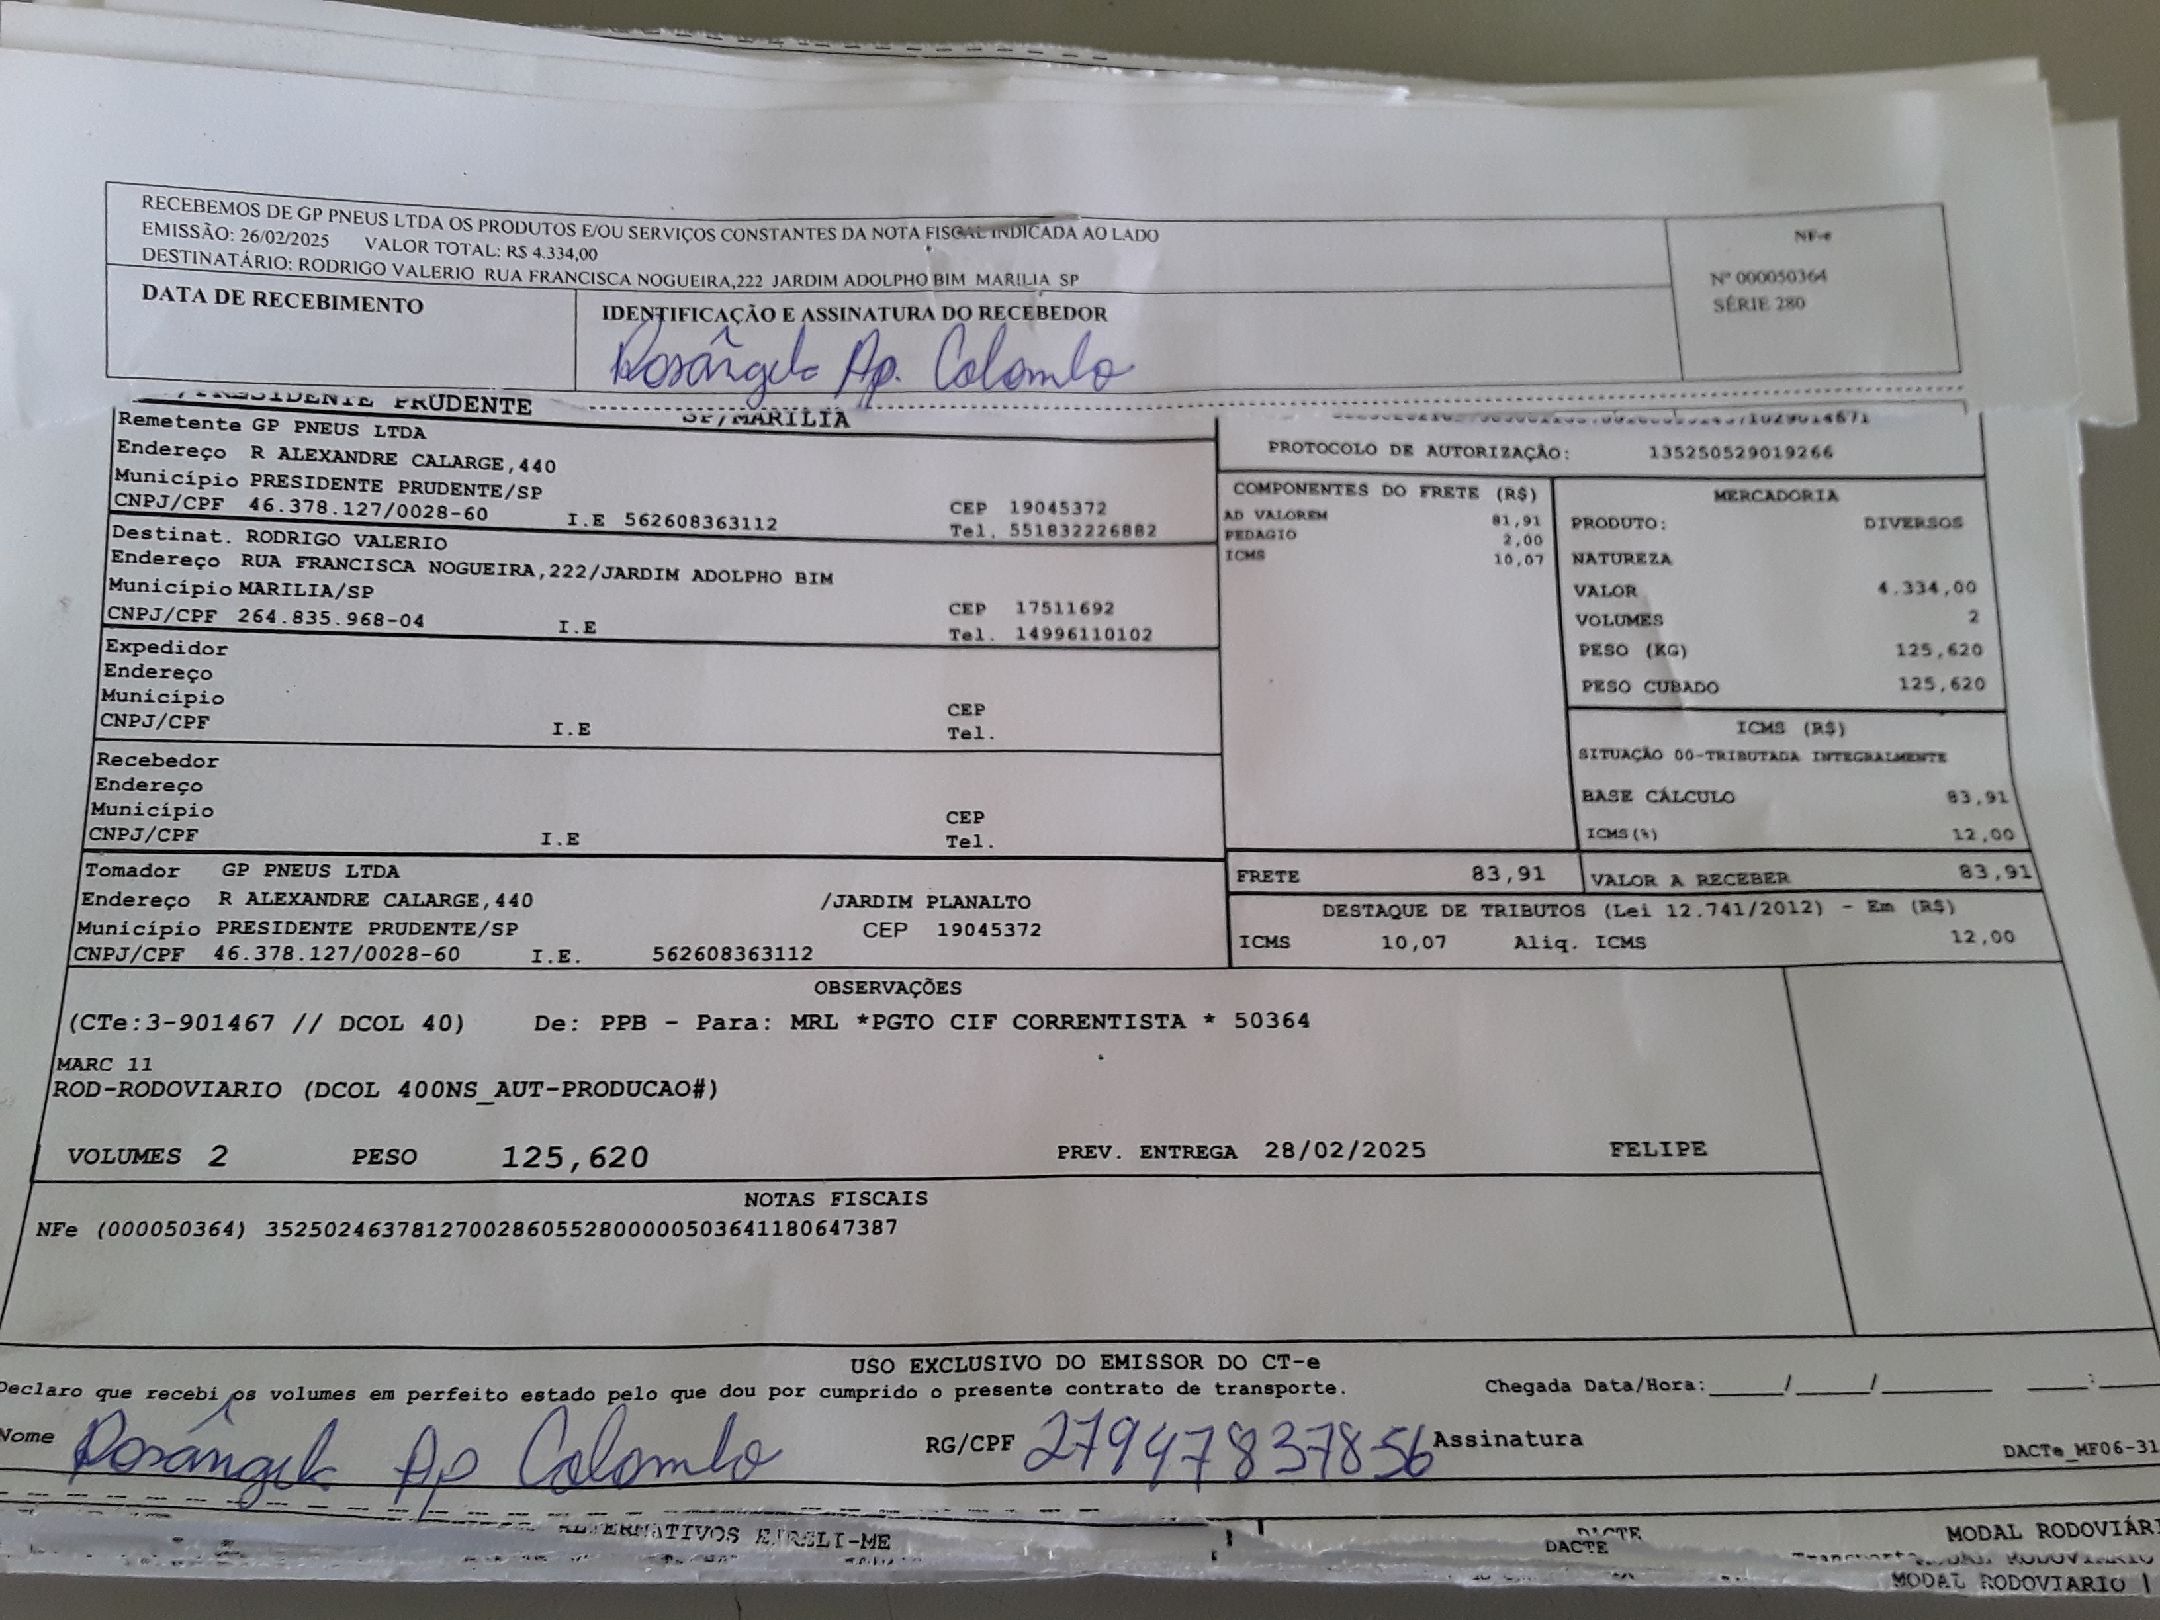 RECEBEMOS DE GP PNEUS LTDA OS PRODUTOS E/OU SERVIÇOS CONSTANTES DA NOTA FISCAL INDICADA AO LADO
EMISSÃO: 26/02/2025 VALOR TOTAL: R$ 4.334,00
DESTINATÁRIO: RODRIGO VALERIO RUA FRANCISCA NOGUEIRA,222 JARDIM ADOLPHO BIM MARILIA SP
NF-e
Nº 000050364
SÉRIE 280
DATA DE RECEBIMENTO
IDENTIFICAÇÃO E ASSINATURA DO RECEBEDOR
Rosângela Ap. Colombo
PRESIDENTE PRUDENTE
SP/MARILIA
Remetente GP PNEUS LTDA
Endereço R ALEXANDRE CALARGE,440
Município PRESIDENTE PRUDENTE/SP
CEP 19045372
CNPJ/CPF 46.378.127/0028-60 I.E 562608363112 Tel. 551832226882
Destinat. RODRIGO VALERIO
Endereço RUA FRANCISCA NOGUEIRA,222/JARDIM ADOLPHO BIM
Município MARILIA/SP
CEP 17511692
CNPJ/CPF 264.835.968-04 I.E Tel. 14996110102
Expedidor
Endereço
Município
CEP
CNPJ/CPF I.E Tel.
Recebedor
Endereço
Município
CEP
CNPJ/CPF I.E Tel.
Tomador GP PNEUS LTDA
Endereço R ALEXANDRE CALARGE,440 /JARDIM PLANALTO
Município PRESIDENTE PRUDENTE/SP CEP 19045372
CNPJ/CPF 46.378.127/0028-60 I.E. 562608363112
PROTOCOLO DE AUTORIZAÇÃO: 135250529019266
COMPONENTES DO FRETE (R$)
AD VALOREM 81,91
PEDAGIO 2,00
ICMS 10,07
MERCADORIA
PRODUTO: DIVERSOS
NATUREZA
VALOR 4.334,00
VOLUMES 2
PESO (KG) 125,620
PESO CUBADO 125,620
ICMS (R$)
SITUAÇÃO 00-TRIBUTADA INTEGRALMENTE
BASE CÁLCULO 83,91
ICMS(%) 12,00
FRETE 83,91
VALOR A RECEBER 83,91
DESTAQUE DE TRIBUTOS (Lei 12.741/2012) - Em (R$)
ICMS 10,07 Aliq. ICMS 12,00
OBSERVAÇÕES
(CTe:3-901467 // DCOL 40) De: PPB - Para: MRL *PGTO CIF CORRENTISTA * 50364
MARC 11
ROD-RODOVIARIO (DCOL 400NS_AUT-PRODUCAO#)
VOLUMES 2 PESO 125,620 PREV. ENTREGA 28/02/2025 FELIPE
NOTAS FISCAIS
NFe (000050364) 35250246378127002860552800000503641180647387
USO EXCLUSIVO DO EMISSOR DO CT-e
Declaro que recebi os volumes em perfeito estado pelo que dou por cumprido o presente contrato de transporte. Chegada Data/Hora:_____/_____/________ ____:____
Nome Rosângela Ap Colombo RG/CPF 27947837856 Assinatura
DACTe_MF06-31
ALTERNATIVOS EIRELI-ME
DACTE
DACTE
MODAL RODOVIÁRI
MODAL RODOVIARIO
MODAL RODOVIARIO